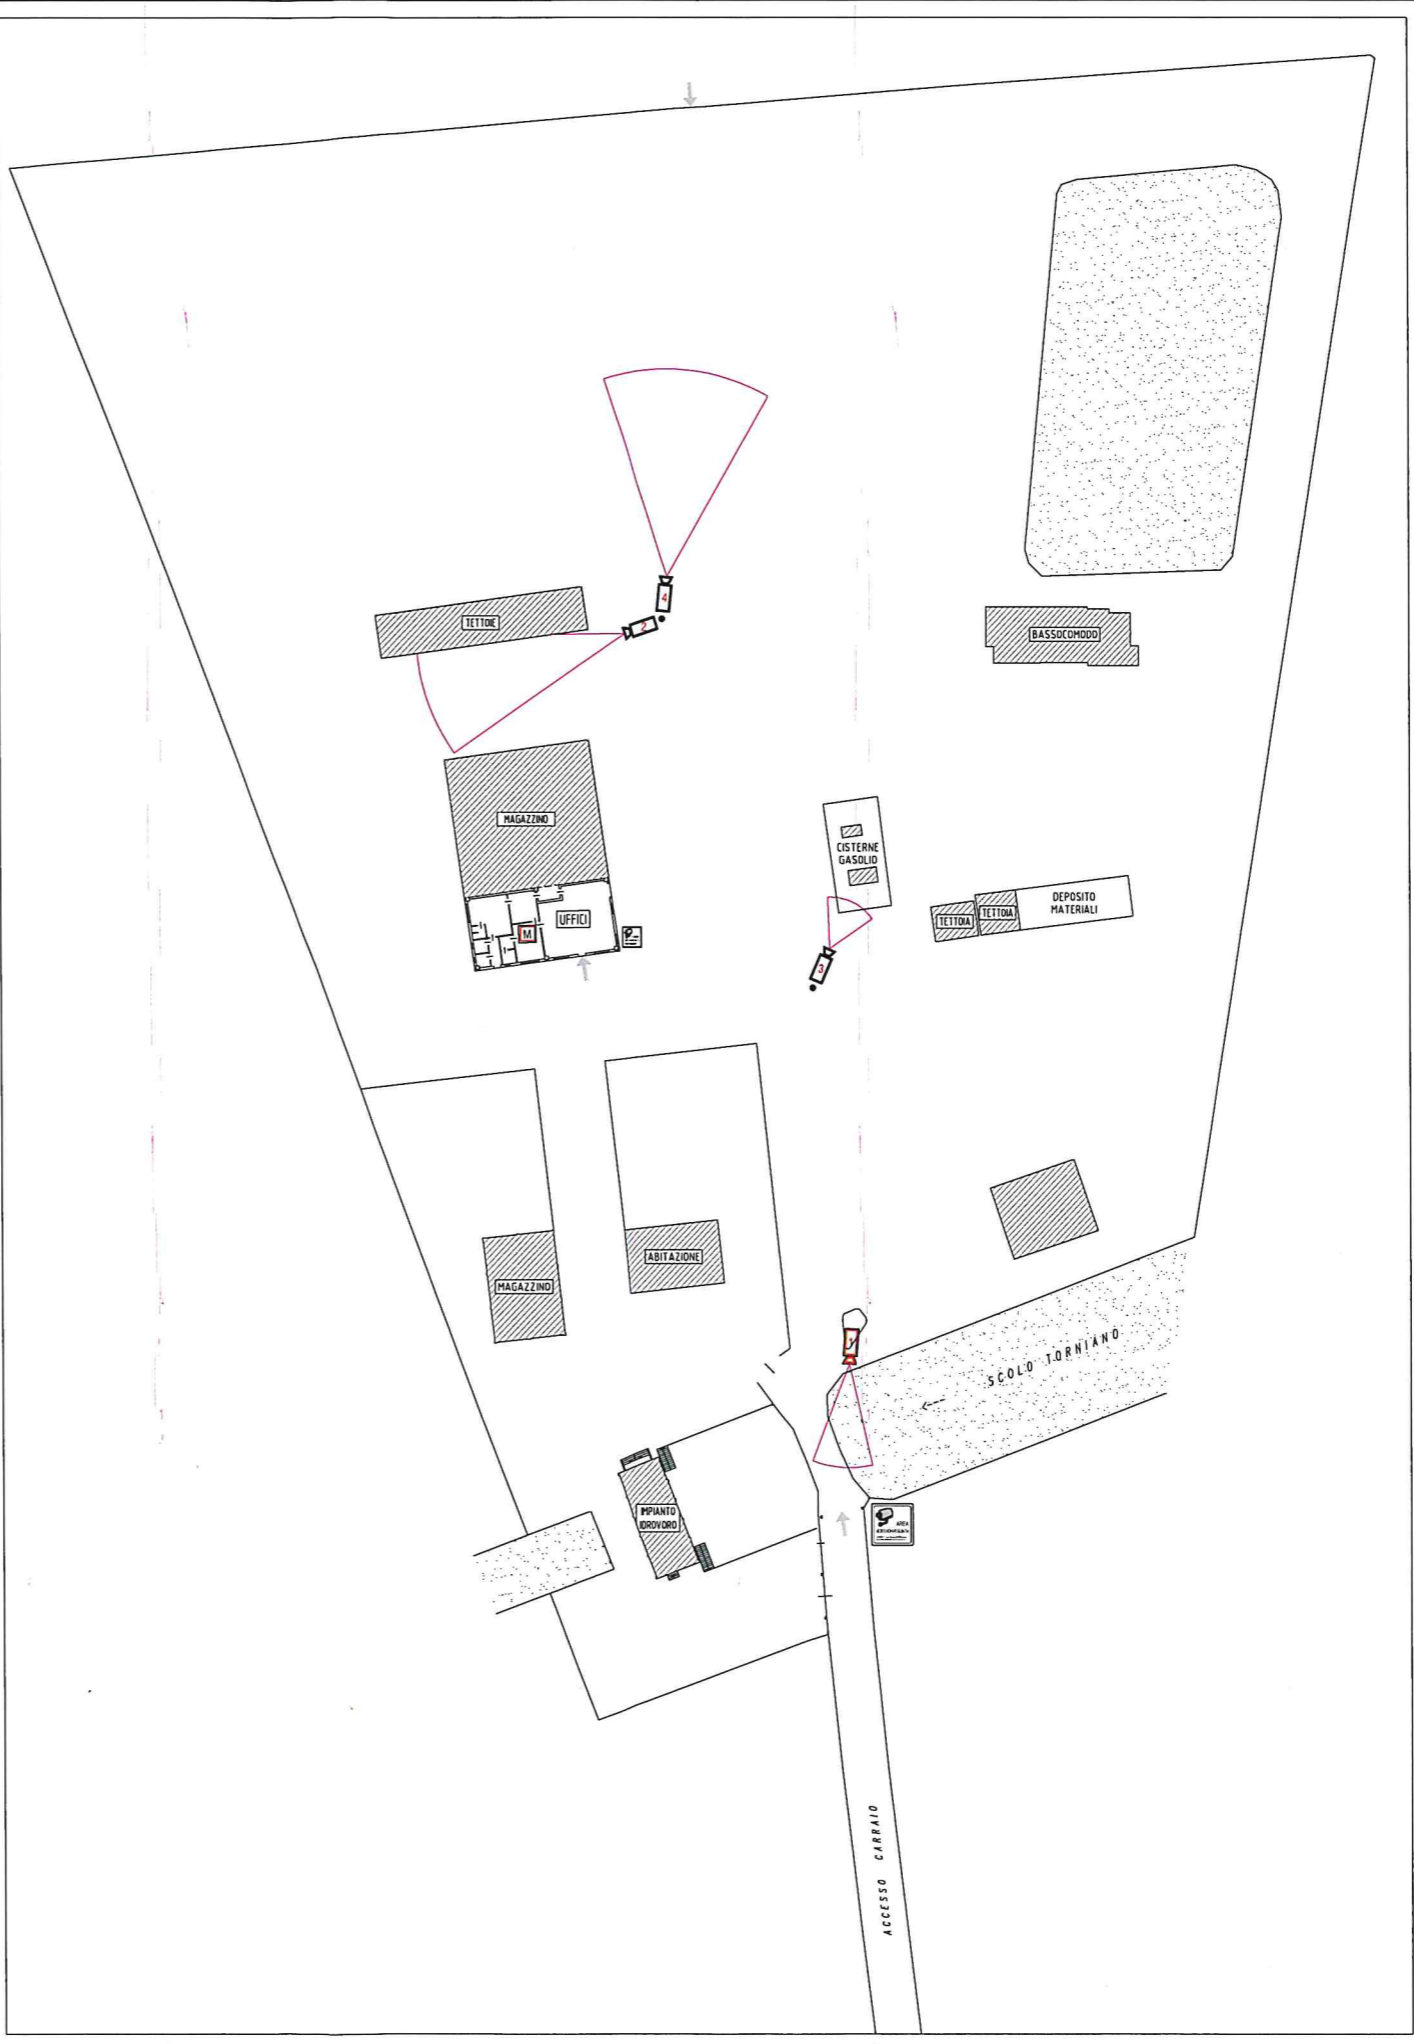 4
2
TETTOIE
BASSOCOMODO
MAGAZZINO
CISTERNE
GASOLIO
UFFICI
M
TETTOIA
TETTOIA
DEPOSITO
MATERIALI
3
ABITAZIONE
MAGAZZINO
1
SCOLO TORNIANO
IMPIANTO
IDROVORO
AREA
ACCESSO CARRAIO